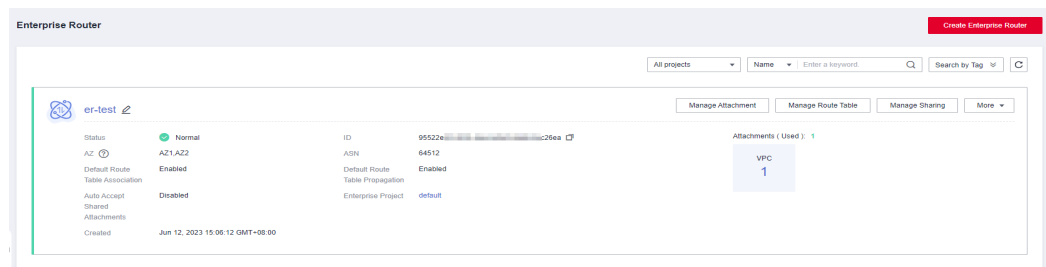 Enterprise Router
Create Enterprise Router
All projects
Name
Enter a keyword.
Search by Tag
er-test
Manage Attachment
Manage Route Table
Manage Sharing
More
Status
Normal
ID
95522e
c26ea
Attachments ( Used ): 1
AZ
AZ1,AZ2
ASN
64512
VPC
1
Default Route
Table Association
Enabled
Default Route
Table Propagation
Enabled
Auto Accept
Shared
Attachments
Disabled
Enterprise Project
default
Created
Jun 12, 2023 15:06:12 GMT+08:00